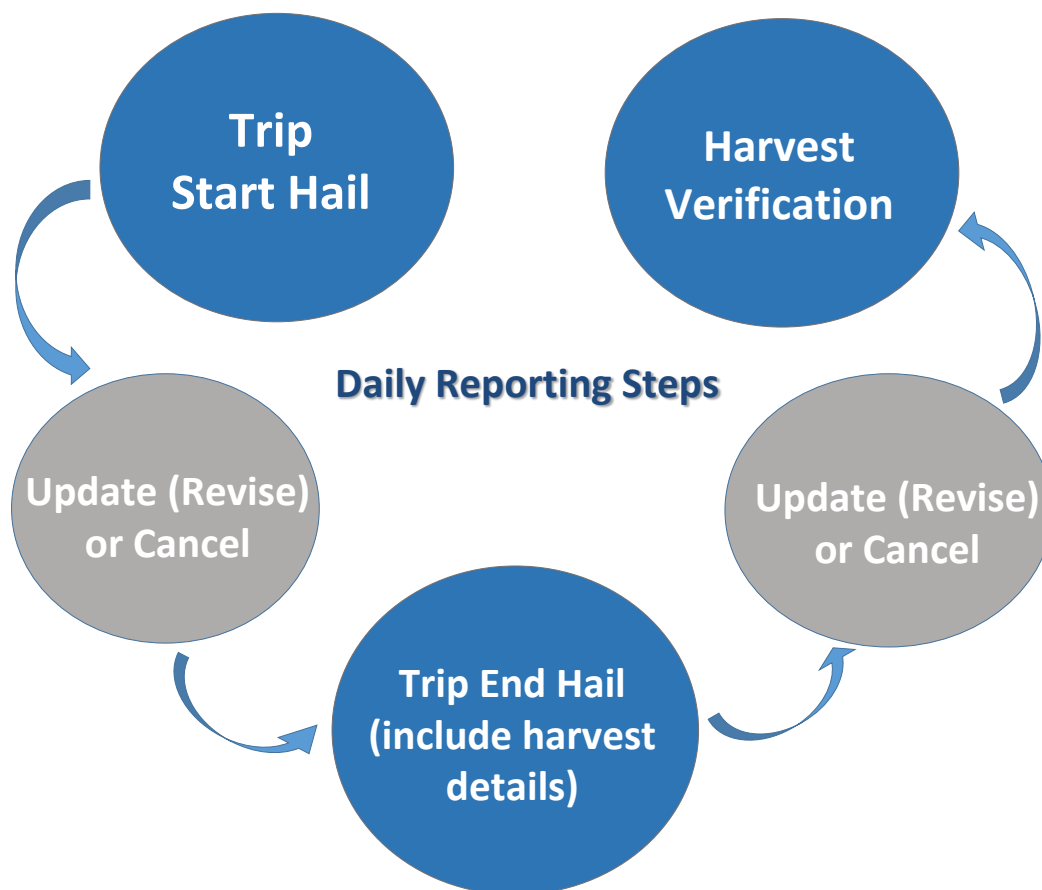 Trip
Start Hail
Harvest
Verification
Daily Reporting Steps
Update (Revise)
or Cancel
Update (Revise)
or Cancel
Trip End Hail
(include harvest
details)